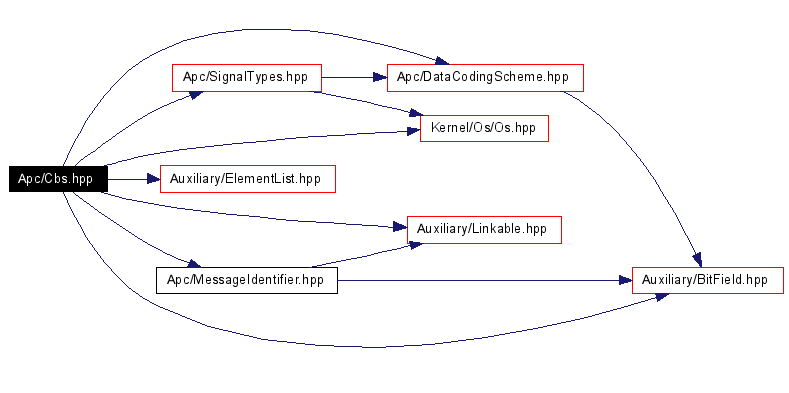 Apc/SignalTypes.hpp
Apc/DataCodingScheme.hpp
Kernel/Os/Os.hpp
Apc/Cbs.hpp
Auxiliary/ElementList.hpp
Auxiliary/Linkable.hpp
Apc/MessageIdentifier.hpp
Auxiliary/BitField.hpp